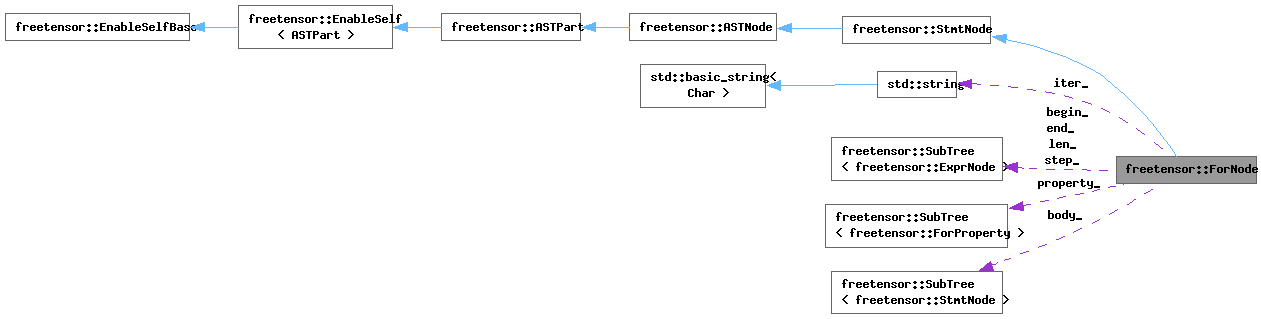 freetensor::EnableSelfBase
freetensor::EnableSelf
< ASTPart >
freetensor::ASTPart
freetensor::ASTNode
freetensor::StmtNode
std::basic_string<
Char >
std::string
iter_
begin_
end_
len_
step_
freetensor::SubTree
< freetensor::ExprNode >
freetensor::ForNode
property_
freetensor::SubTree
< freetensor::ForProperty >
body_
freetensor::SubTree
< freetensor::StmtNode >